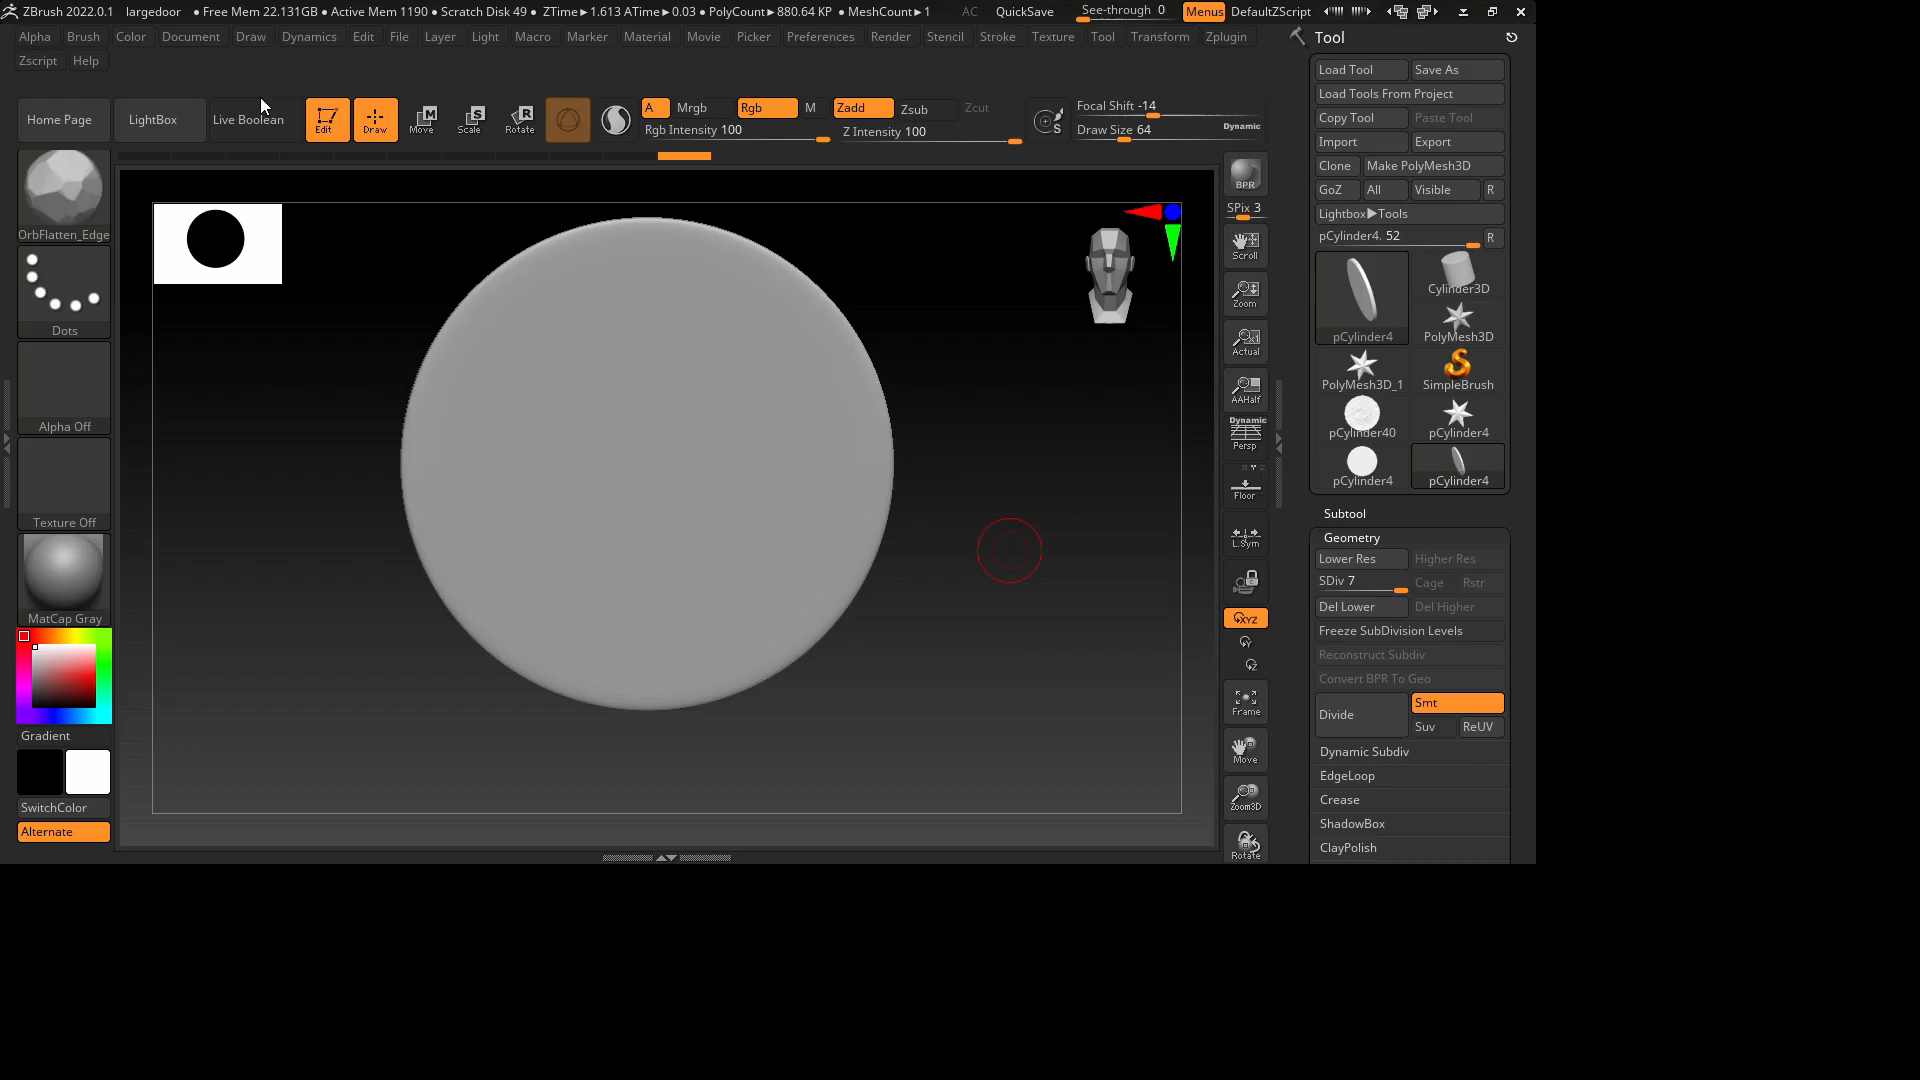 ZBrush 2022.0.1 largedoor ● Free Mem 22.131GB ● Active Mem 1190 ● Scratch Disk 49 ● ZTime►1.613 ATime►0.03 ● PolyCount►880.64 KP ● MeshCount►1 AC QuickSave See-through 0 Menus DefaultZScript
Alpha Brush Color Document Draw Dynamics Edit File Layer Light Macro Marker Material Movie Picker Preferences Render Stencil Stroke Texture Tool Transform Zplugin
Zscript Help
Home Page LightBox Live Boolean Edit Draw Move Scale Rotate
A Mrgb Rgb M Zadd Zsub Zcut
Rgb Intensity 100 Z Intensity 100
Focal Shift -14
Draw Size 64 Dynamic
OrbFlatten_Edge
Dots
Alpha Off
Texture Off
MatCap Gray
Gradient
SwitchColor
Alternate
BPR
SPix 3
Scroll
Zoom
Actual
AAHalf
Dynamic
Persp
Floor
L.Sym
XYZ
Y
Z
Frame
Move
Zoom3D
Rotate
Tool
Load Tool Save As
Load Tools From Project
Copy Tool Paste Tool
Import Export
Clone Make PolyMesh3D
GoZ All Visible R
Lightbox►Tools
pCylinder4. 52 R
pCylinder4 Cylinder3D
PolyMesh3D
PolyMesh3D_1 SimpleBrush
pCylinder40 pCylinder4
pCylinder4 pCylinder4
Subtool
Geometry
Lower Res Higher Res
SDiv 7 Cage Rstr
Del Lower Del Higher
Freeze SubDivision Levels
Reconstruct Subdiv
Convert BPR To Geo
Divide Smt
Suv ReUV
Dynamic Subdiv
EdgeLoop
Crease
ShadowBox
ClayPolish